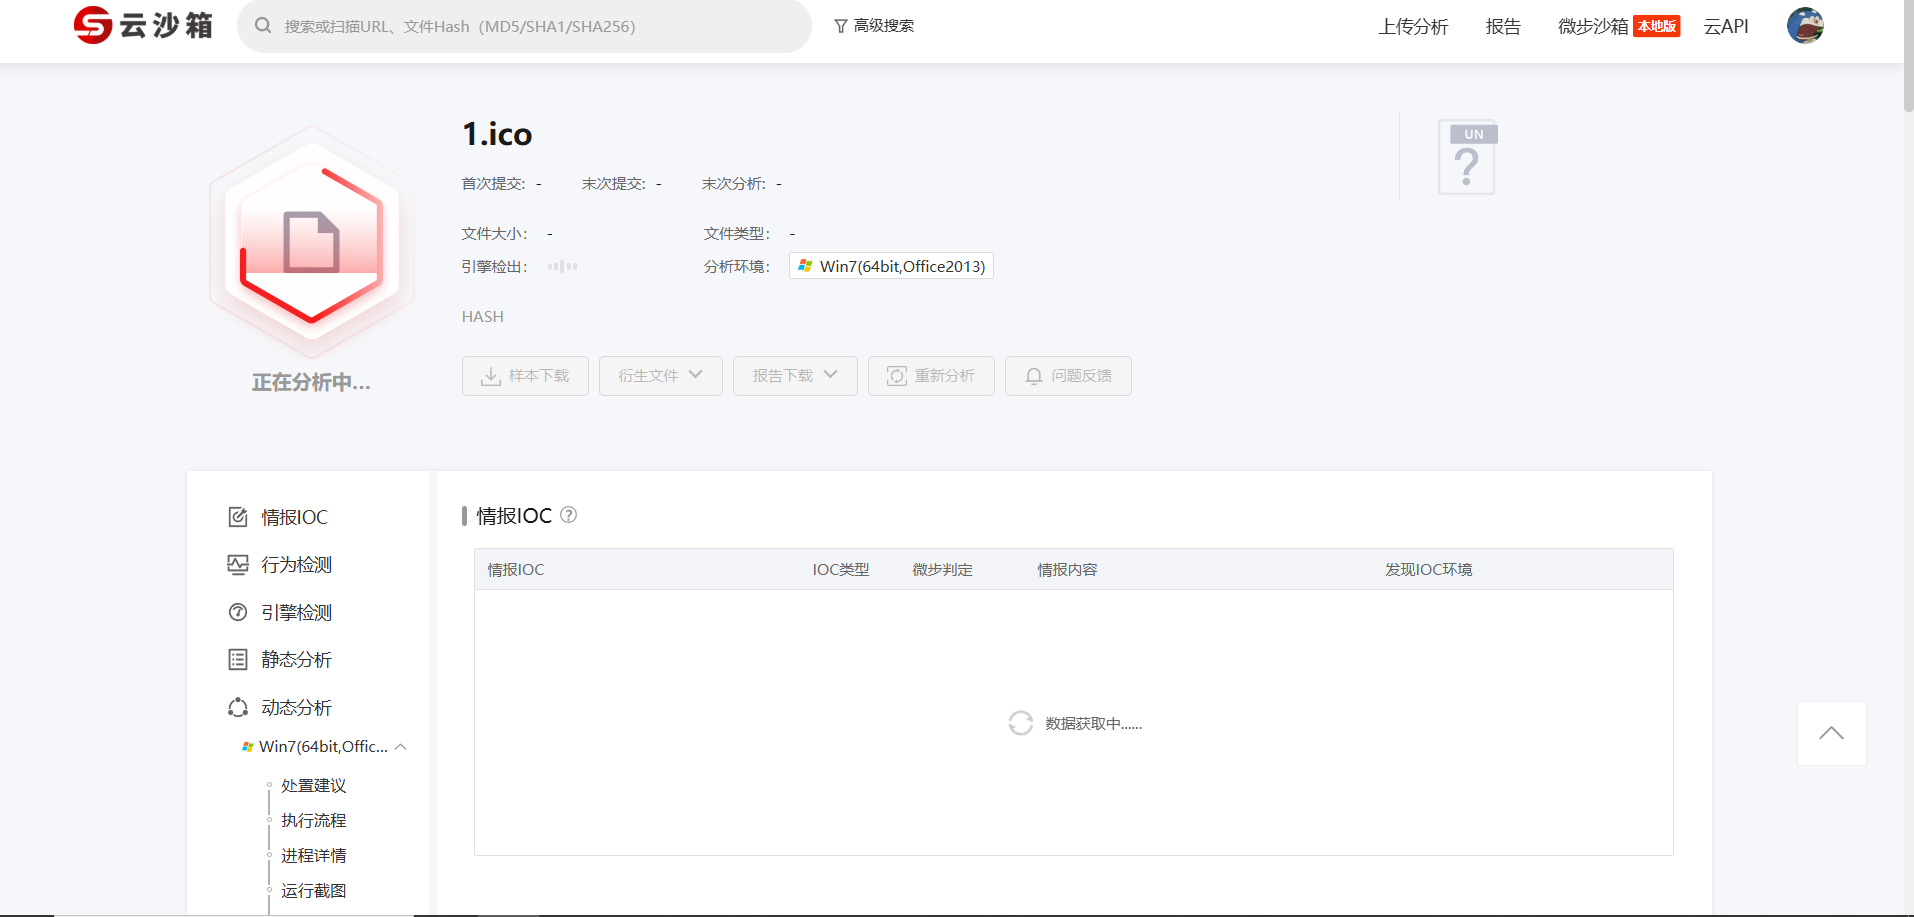 云沙箱
搜索或扫描URL、文件Hash（MD5/SHA1/SHA256）
高级搜索
上传分析
报告
微步沙箱 本地版
云API
1.ico
首次提交: - 末次提交: - 末次分析: -
文件大小： - 文件类型： -
引擎检出： 分析环境： Win7(64bit,Office2013)
HASH
样本下载 衍生文件 报告下载 重新分析 问题反馈
UN
?
正在分析中...
情报IOC
行为检测
引擎检测
静态分析
动态分析
Win7(64bit,Offic...
处置建议
执行流程
进程详情
运行截图
情报IOC ?
情报IOC IOC类型 微步判定 情报内容 发现IOC环境
数据获取中......